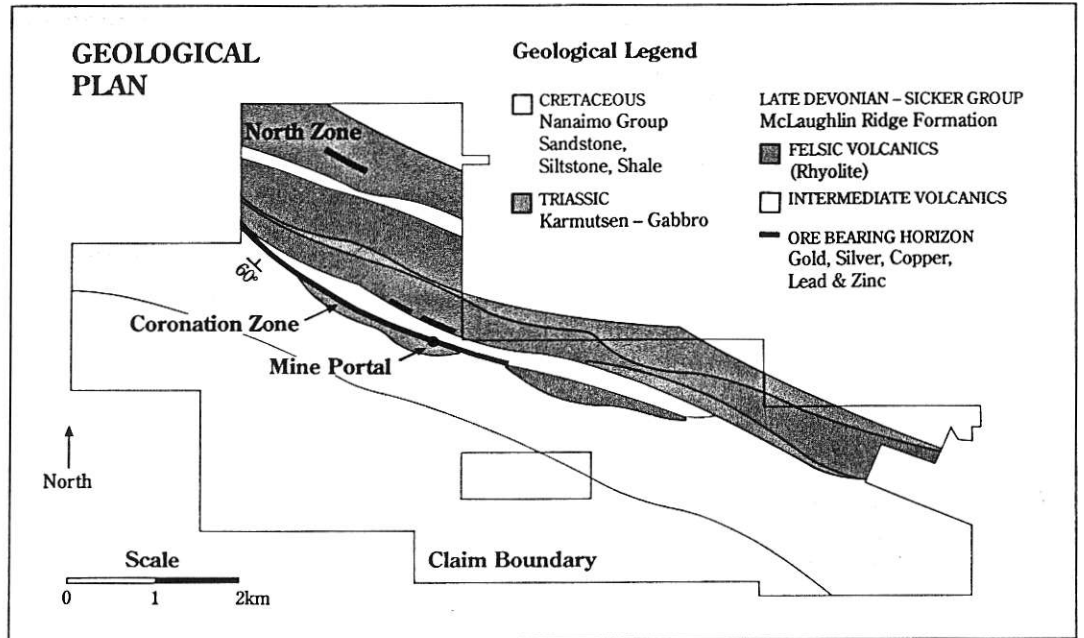 GEOLOGICAL
PLAN
Geological Legend
CRETACEOUS
Nanaimo Group
Sandstone,
Siltstone, Shale
TRIASSIC
Karmutsen – Gabbro
LATE DEVONIAN – SICKER GROUP
McLaughlin Ridge Formation
FELSIC VOLCANICS
(Rhyolite)
INTERMEDIATE VOLCANICS
ORE BEARING HORIZON
Gold, Silver, Copper,
Lead & Zinc
North Zone
60°
Coronation Zone
Mine Portal
North
Scale
0 1 2km
Claim Boundary